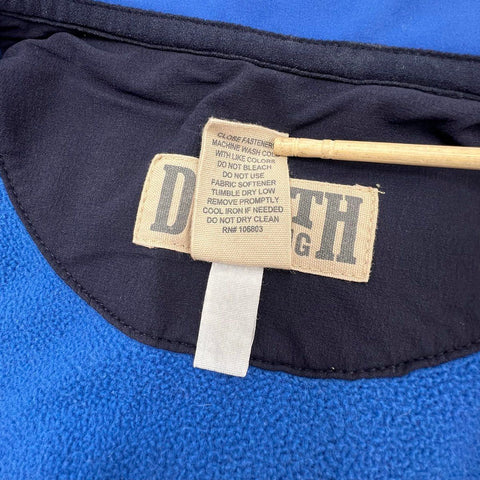 CLOSE FASTENERS
MACHINE WASH COLD
WITH LIKE COLORS
DO NOT BLEACH
DO NOT USE
FABRIC SOFTENER
TUMBLE DRY LOW
REMOVE PROMPTLY
COOL IRON IF NEEDED
DO NOT DRY CLEAN
RN# 106803
D TH
G